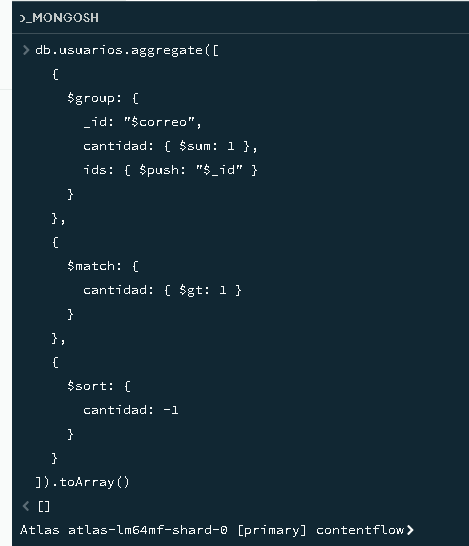 >_MONGOSH
> db.usuarios.aggregate([
{
$group: {
_id: "$correo",
cantidad: { $sum: 1 },
ids: { $push: "$_id" }
}
},
{
$match: {
cantidad: { $gt: 1 }
}
},
{
$sort: {
cantidad: -1
}
}
]).toArray()
< []
Atlas atlas-lm64mf-shard-0 [primary] contentflow>